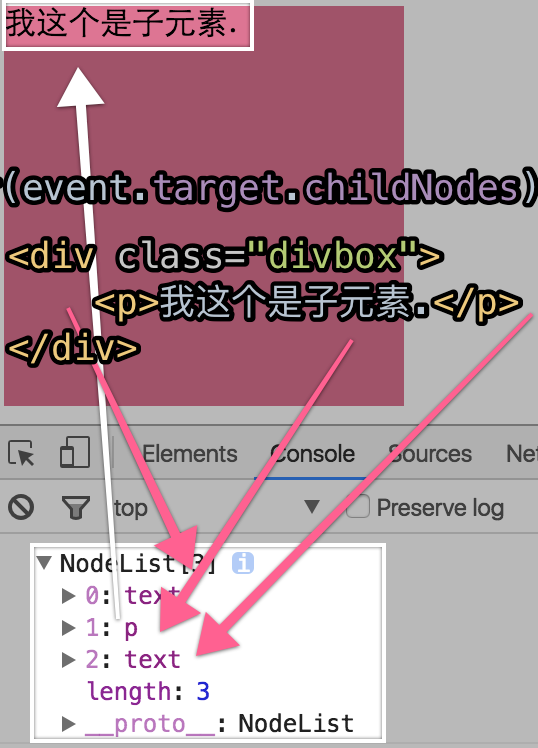 我这个是子元素.
(event.target.childNodes)
<div class="divbox">
<p>我这个是子元素.</p>
</div>
Elements Console Sources Net
top ▼ Preserve log
▼ NodeList[3] i
▶ 0: text
▶ 1: p
▶ 2: text
length: 3
▶ __proto__: NodeList